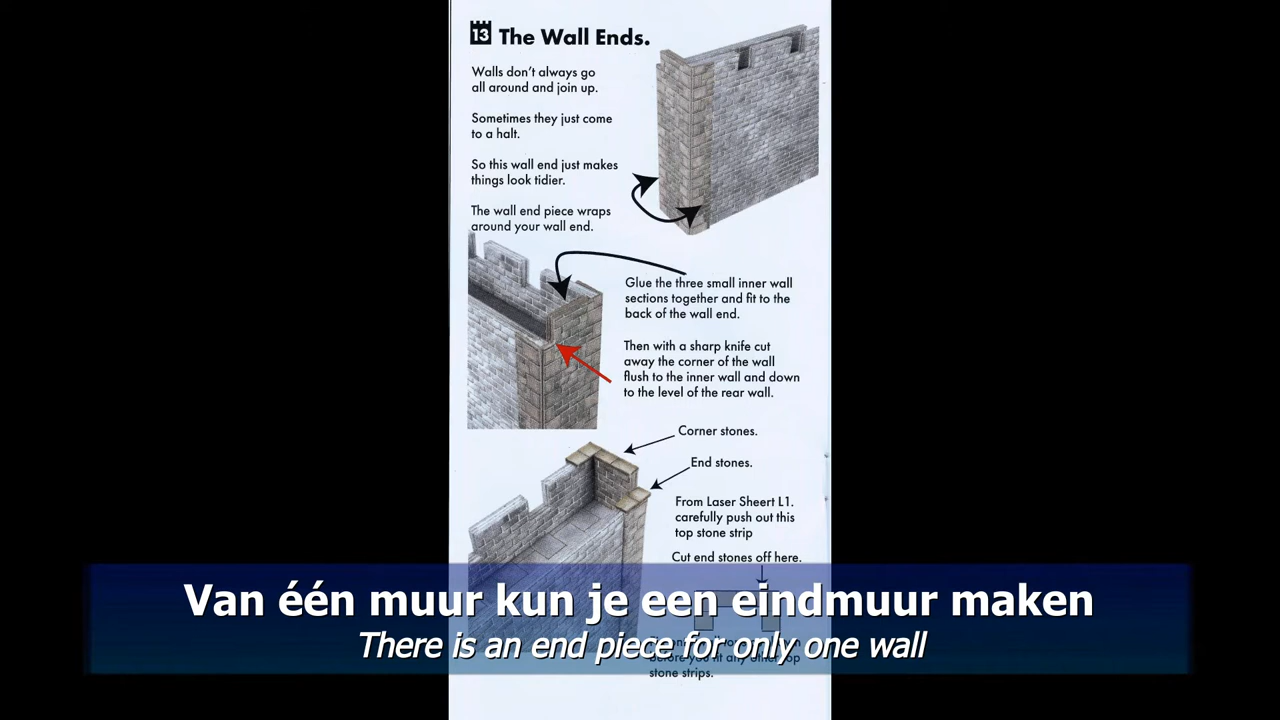 13 The Wall Ends.
Walls don't always go
all around and join up.
Sometimes they just come
to a halt.
So this wall end just makes
things look tidier.
The wall end piece wraps
around your wall end.
Glue the three small inner wall
sections together and fit to the
back of the wall end.
Then with a sharp knife cut
away the corner of the wall
flush to the inner wall and down
to the level of the rear wall.
Corner stones.
End stones.
From Laser Sheert L1.
carefully push out this
top stone strip
Cut end stones off here.
Van één muur kun je een eindmuur maken
There is an end piece for only one wall
before you fit any other top
stone strips.